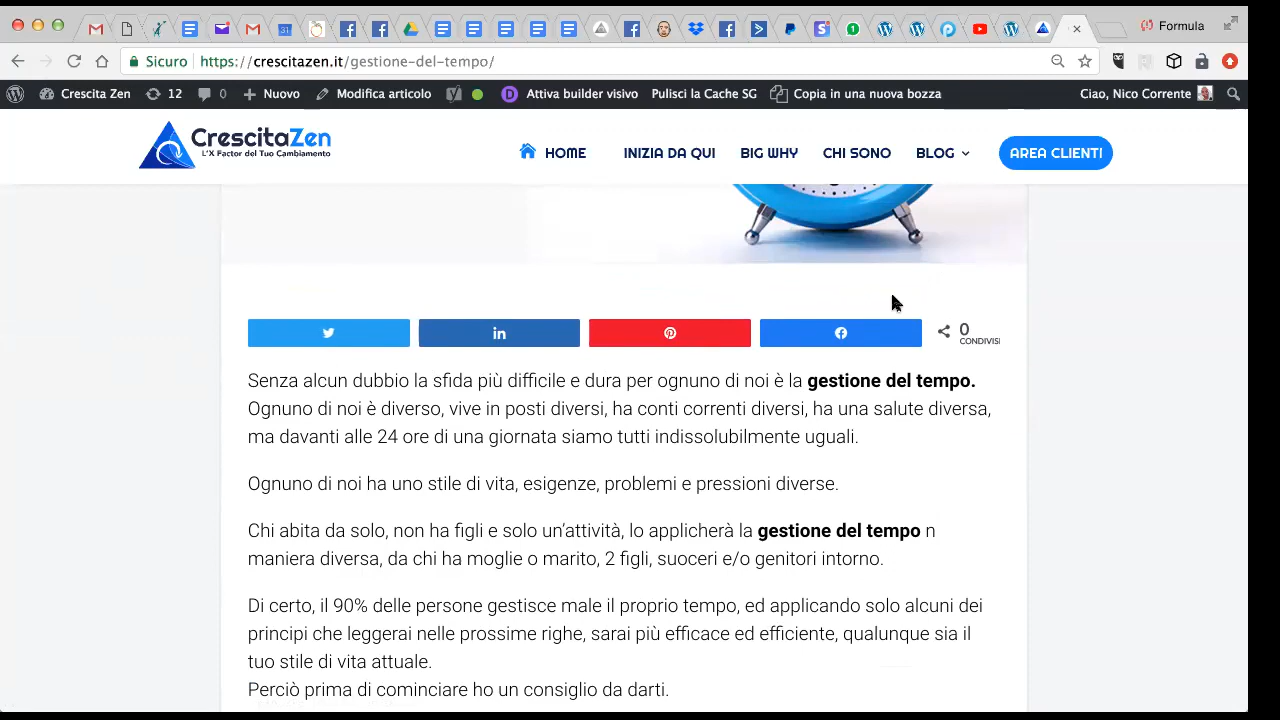 Formula
Sicuro https://crescitazen.it/gestione-del-tempo/
Crescita Zen 12 0 Nuovo Modifica articolo Attiva builder visivo Pulisci la Cache SG Copia in una nuova bozza Ciao, Nico Corrente
CrescitaZen
L'X Factor del Tuo Cambiamento
HOME INIZIA DA QUI BIG WHY CHI SONO BLOG AREA CLIENTI
0
CONDIVISI
Senza alcun dubbio la sfida più difficile e dura per ognuno di noi è la gestione del tempo.
Ognuno di noi è diverso, vive in posti diversi, ha conti correnti diversi, ha una salute diversa,
ma davanti alle 24 ore di una giornata siamo tutti indissolubilmente uguali.
Ognuno di noi ha uno stile di vita, esigenze, problemi e pressioni diverse.
Chi abita da solo, non ha figli e solo un'attività, lo applicherà la gestione del tempo n
maniera diversa, da chi ha moglie o marito, 2 figli, suoceri e/o genitori intorno.
Di certo, il 90% delle persone gestisce male il proprio tempo, ed applicando solo alcuni dei
principi che leggerai nelle prossime righe, sarai più efficace ed efficiente, qualunque sia il
tuo stile di vita attuale.
Perciò prima di cominciare ho un consiglio da darti.